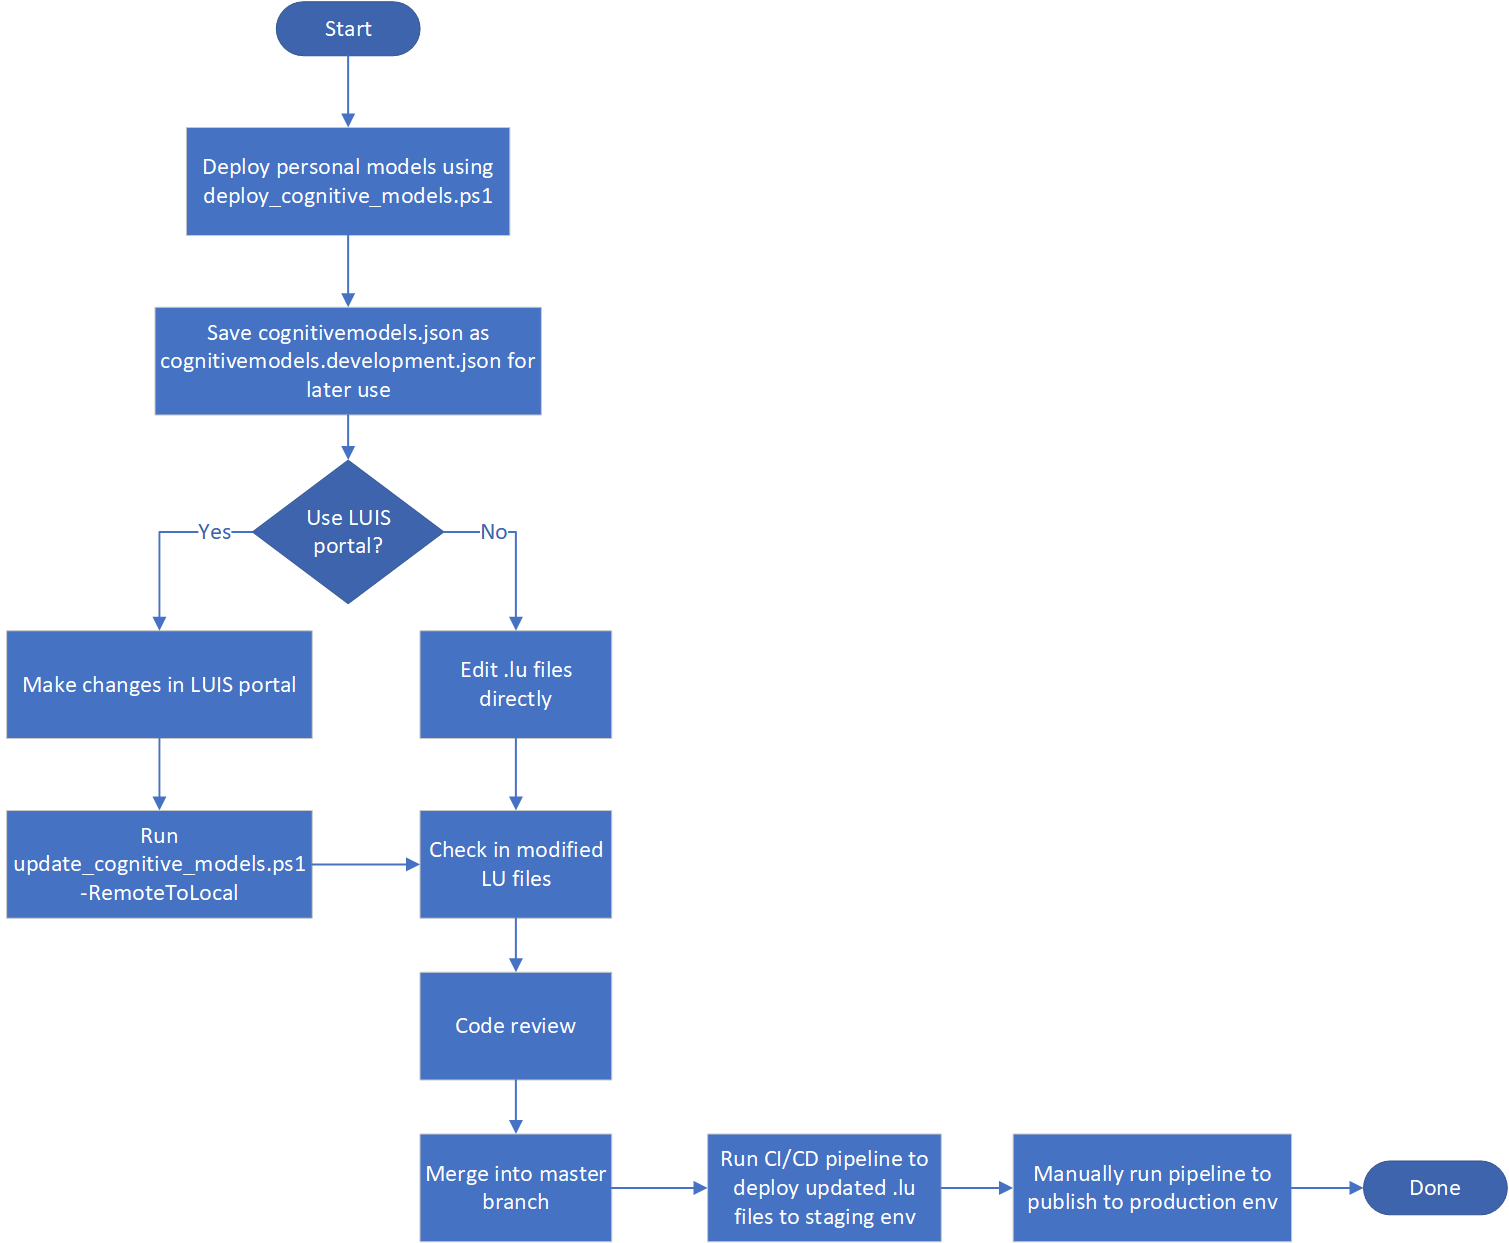 Start
Deploy personal models using
deploy_cognitive_models.ps1
Save cognitivemodels.json as
cognitivemodels.development.json for
later use
Use LUIS
portal?
Yes
No
Make changes in LUIS portal
Edit .lu files
directly
Run
update_cognitive_models.ps1
-RemoteToLocal
Check in modified
LU files
Code review
Merge into master
branch
Run CI/CD pipeline to
deploy updated .lu
files to staging env
Manually run pipeline to
publish to production env
Done